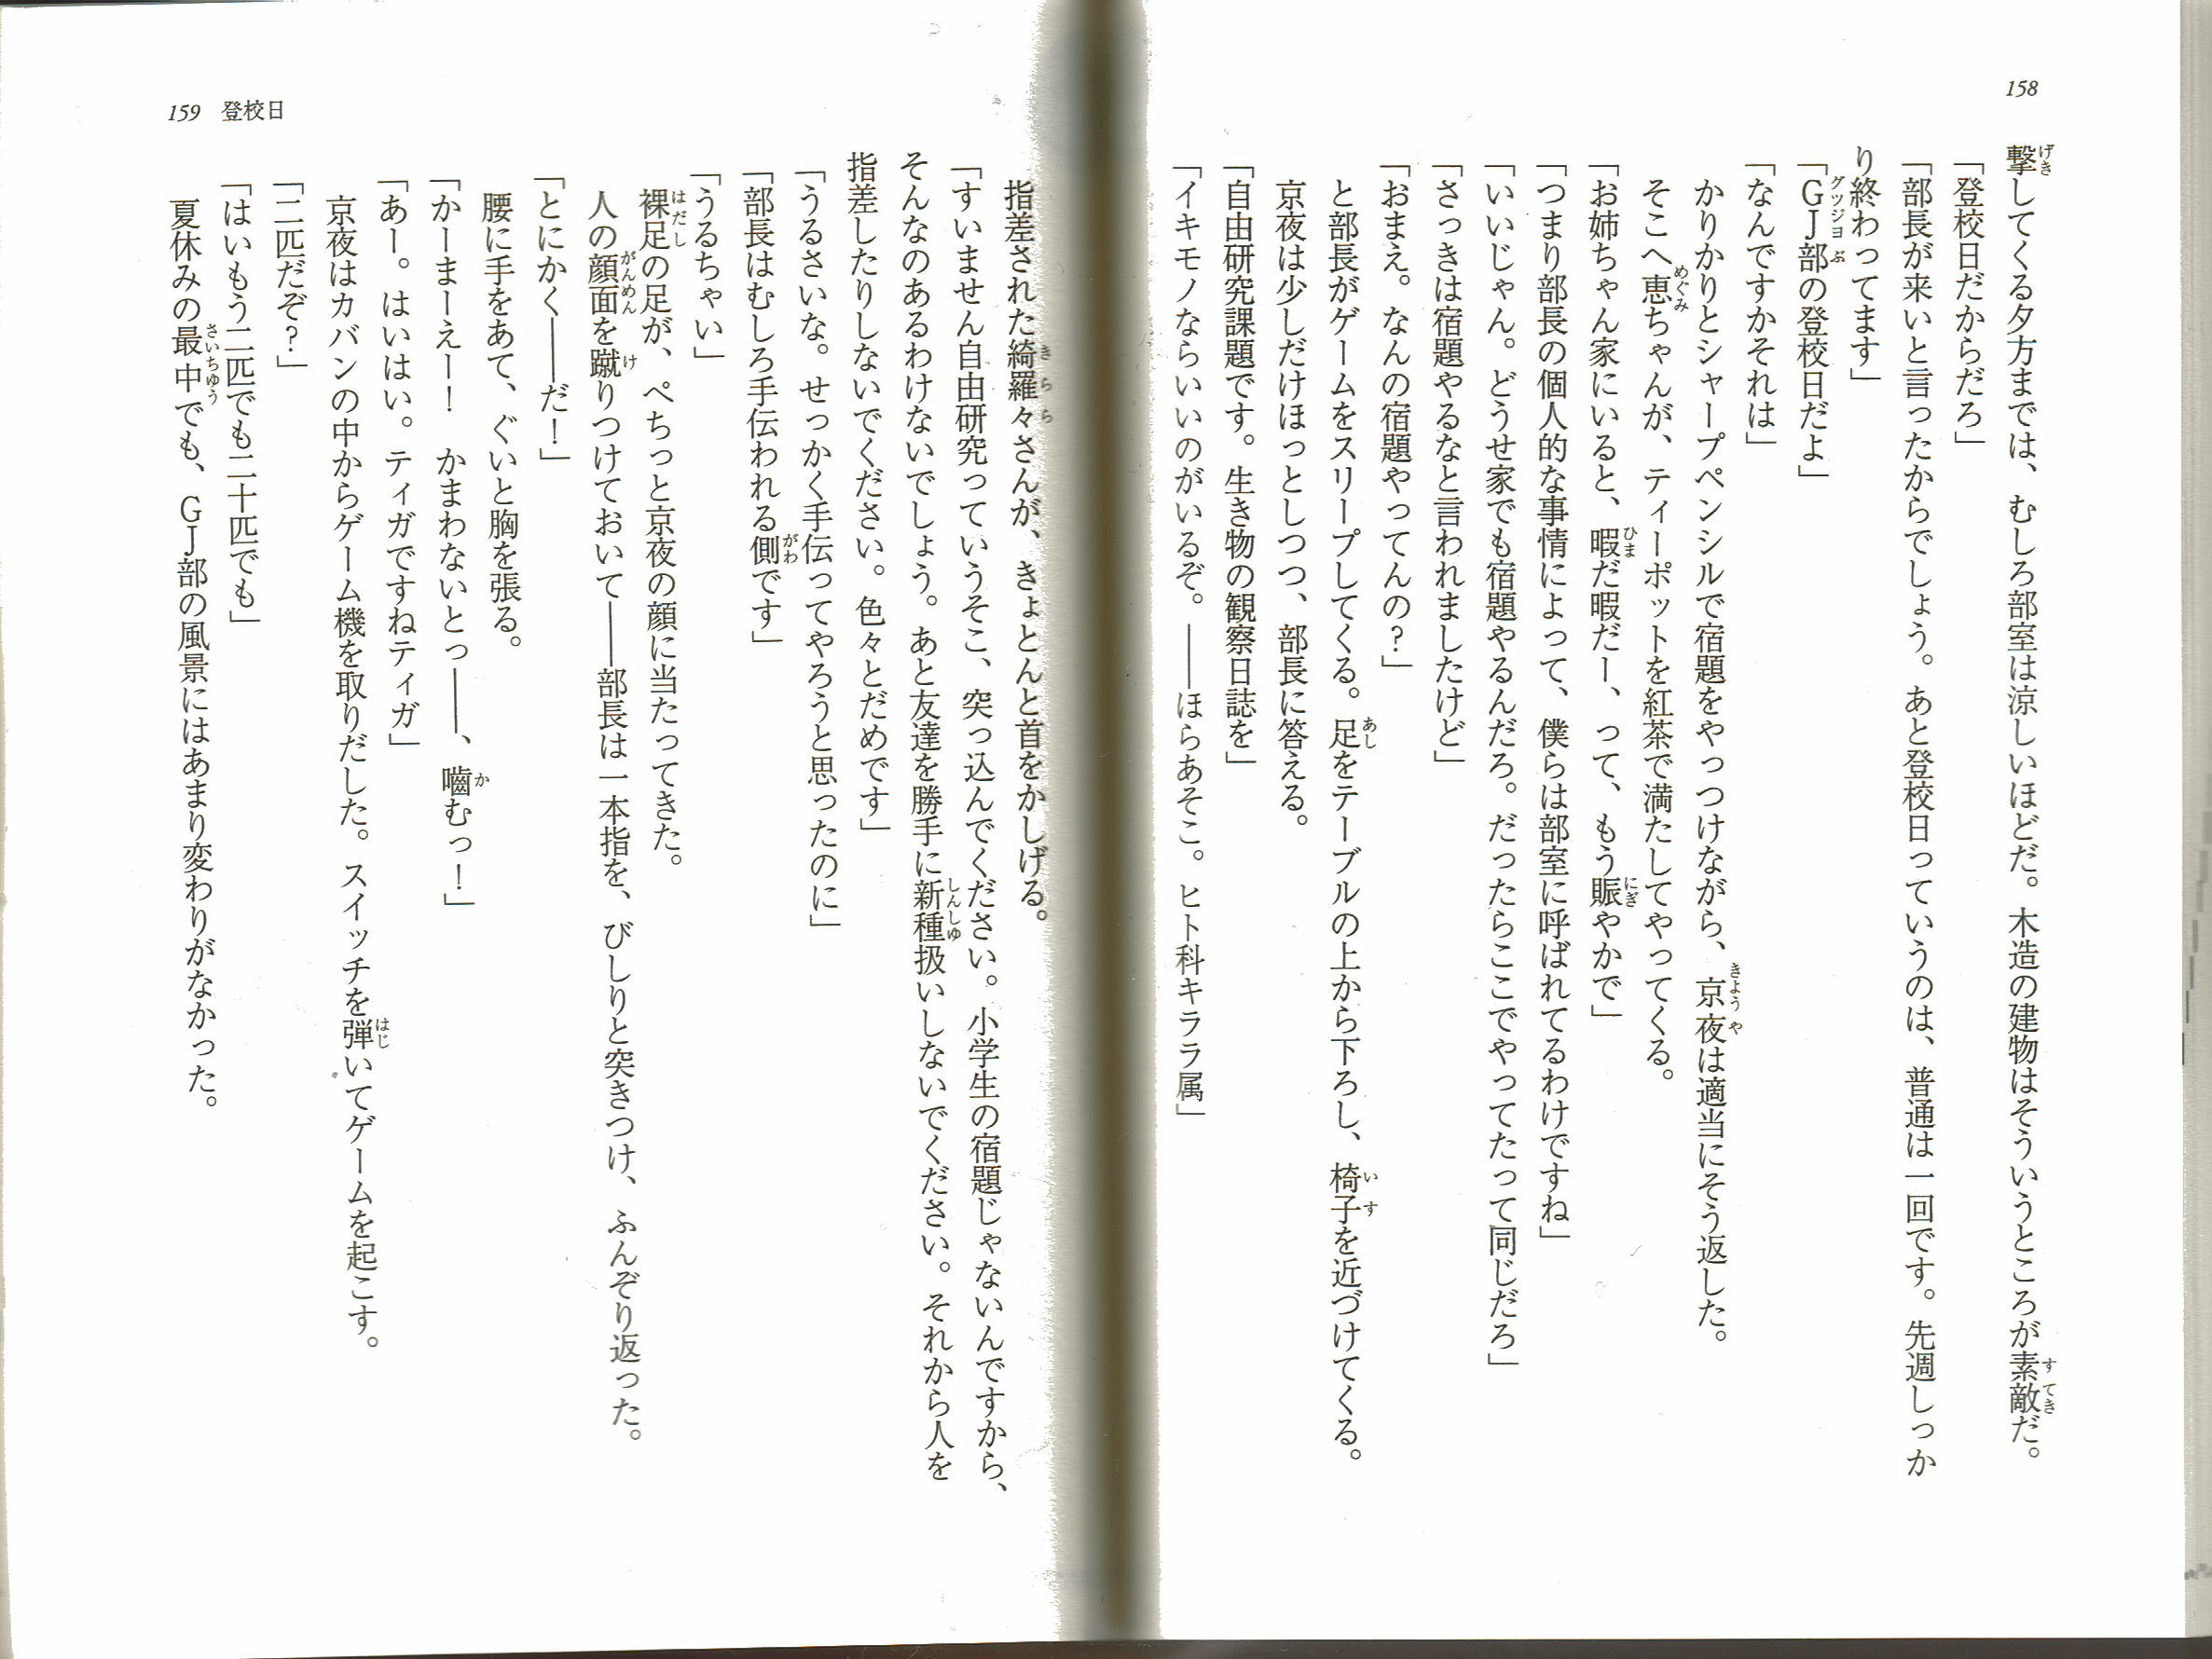 158
撃してくる夕方までは、むしろ部室は涼しいほどだ。木造の建物はそういうところが素敵だ。
「登校日だからだろ」
「部長が来いと言ったからでしょう。あと登校日っていうのは、普通は一回です。先週しっか
り終わってます」
「ＧＪ部の登校日だよ」
「なんですかそれは」
かりかりとシャープペンシルで宿題をやっつけながら、京夜は適当にそう返した。
そこへ恵ちゃんが、ティーポットを紅茶で満たしてやってくる。
「お姉ちゃん家にいると、暇だ暇だー、って、もう賑やかで」
「つまり部長の個人的な事情によって、僕らは部室に呼ばれてるわけですね」
「いいじゃん。どうせ家でも宿題やるんだろ。だったらここでやってたって同じだろ」
「さっきは宿題やるなと言われましたけど」
「おまえ。なんの宿題やってんの？」
と部長がゲームをスリープしてくる。足をテーブルの上から下ろし、椅子を近づけてくる。
京夜は少しだけほっとしつつ、部長に答える。
「自由研究課題です。生き物の観察日誌を」
「イキモノならいいのがいるぞ。――ほらあそこ。ヒト科キララ属」
159 登校日
指差された綺羅々さんが、きょとんと首をかしげる。
「すいません自由研究っていうそこ、突っ込んでください。小学生の宿題じゃないんですから、
そんなのあるわけないでしょう。あと友達を勝手に新種扱いしないでください。それから人を
指差したりしないでください。色々とだめです」
「うるさいな。せっかく手伝ってやろうと思ったのに」
「部長はむしろ手伝われる側です」
「うるちゃい」
裸足の足が、ぺちっと京夜の顔に当たってきた。
人の顔面を蹴りつけておいて――部長は一本指を、びしりと突きつけ、ふんぞり返った。
「とにかく――だ！」
腰に手をあて、ぐいと胸を張る。
「かーまーえー！　かまわないとっ――、嚙むっ！」
「あー。はいはい。ティガですねティガ」
京夜はカバンの中からゲーム機を取りだした。スイッチを弾いてゲームを起こす。
「二匹だぞ？」
「はいもう二匹でも二十匹でも」
夏休みの最中でも、ＧＪ部の風景にはあまり変わりがなかった。